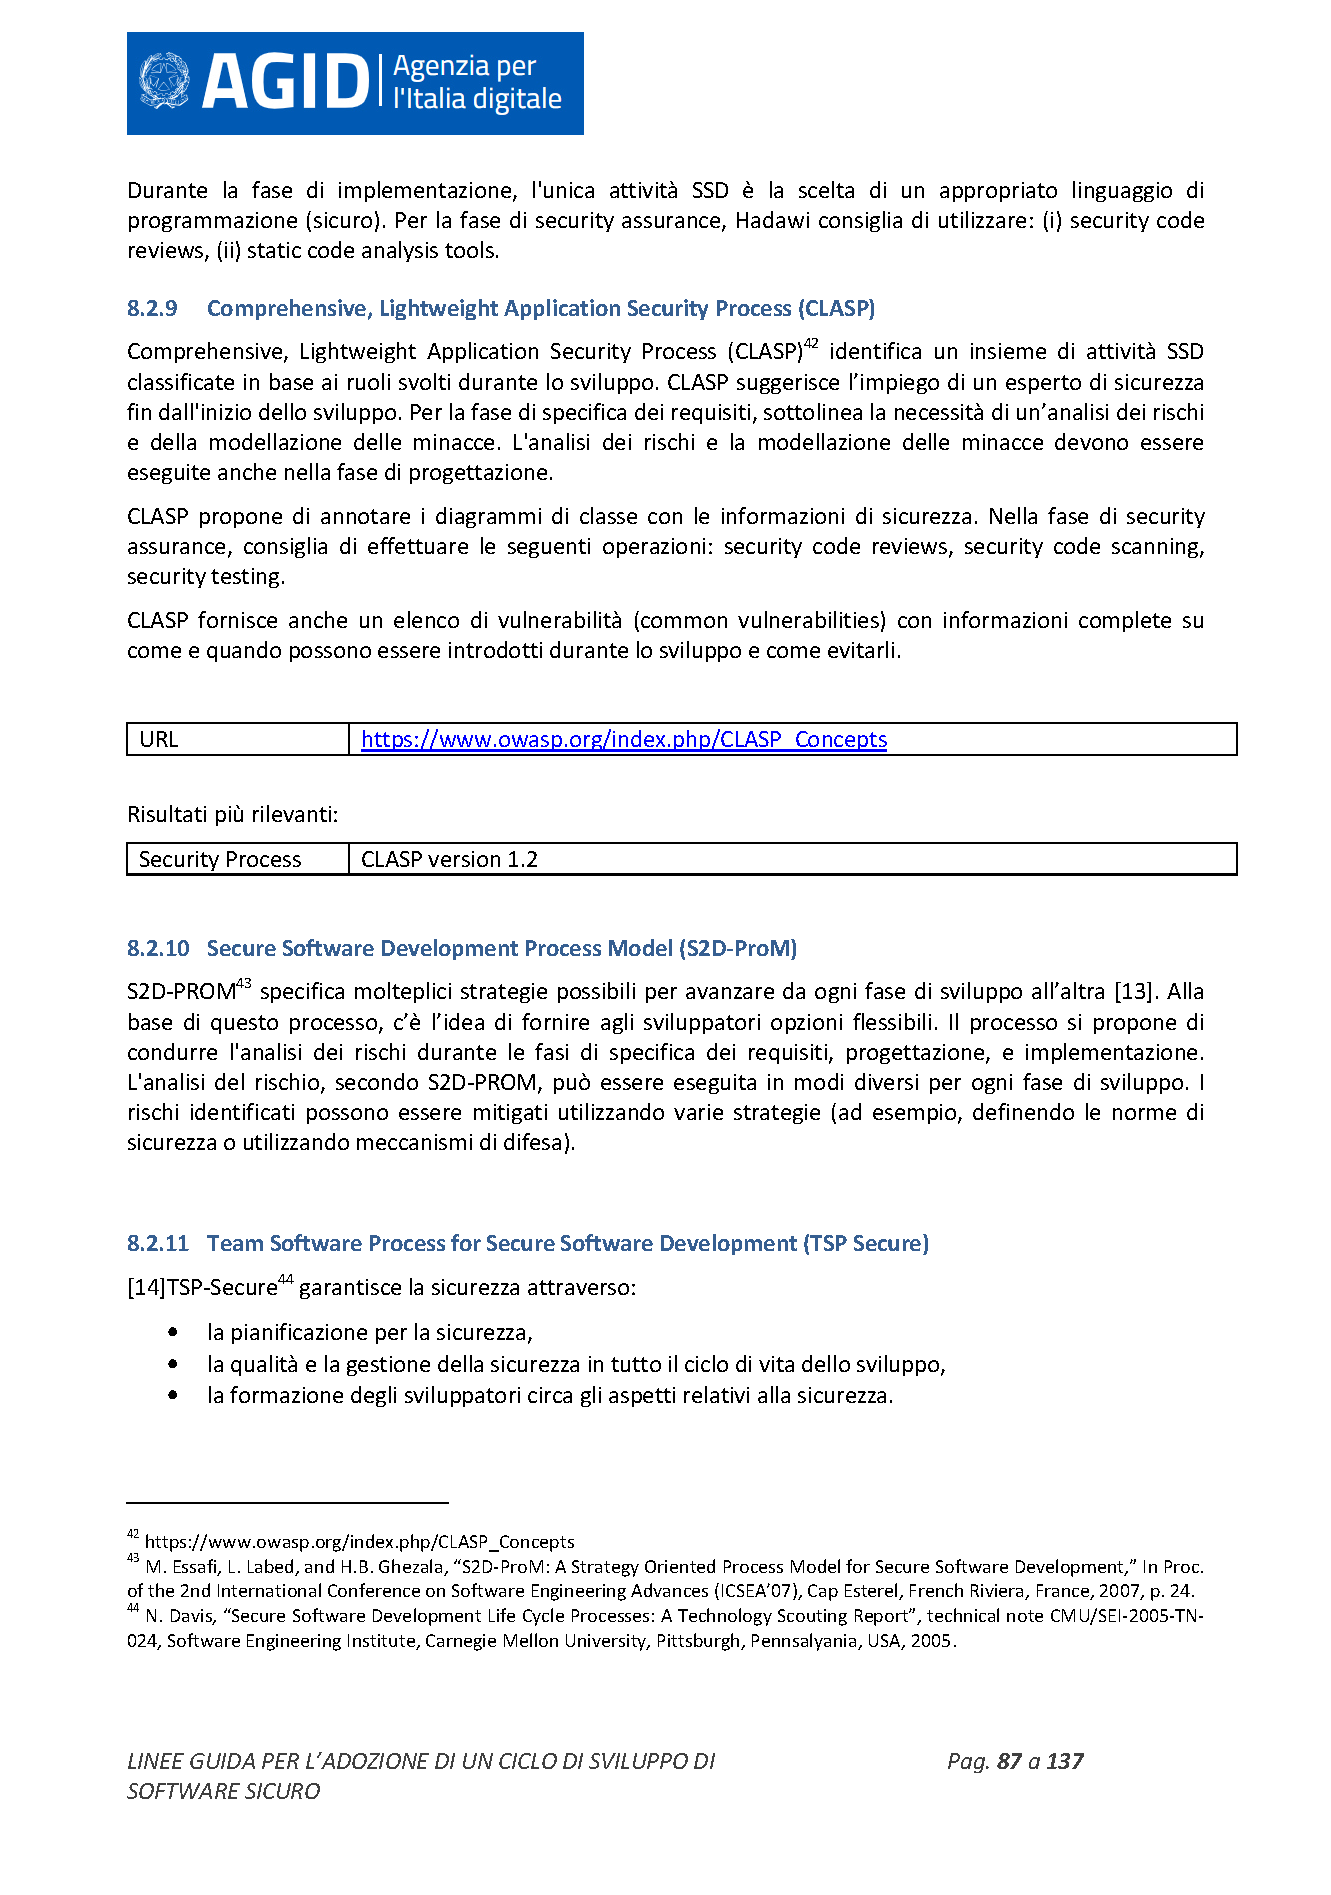 AGID Agenzia per
l'Italia digitale
Durante la fase di implementazione, l'unica attività SSD è la scelta di un appropriato linguaggio di
programmazione (sicuro). Per la fase di security assurance, Hadawi consiglia di utilizzare: (i) security code
reviews, (ii) static code analysis tools.
8.2.9 Comprehensive, Lightweight Application Security Process (CLASP)
Comprehensive, Lightweight Application Security Process (CLASP)42 identifica un insieme di attività SSD
classificate in base ai ruoli svolti durante lo sviluppo. CLASP suggerisce l’impiego di un esperto di sicurezza
fin dall'inizio dello sviluppo. Per la fase di specifica dei requisiti, sottolinea la necessità di un’analisi dei rischi
e della modellazione delle minacce. L'analisi dei rischi e la modellazione delle minacce devono essere
eseguite anche nella fase di progettazione.
CLASP propone di annotare i diagrammi di classe con le informazioni di sicurezza. Nella fase di security
assurance, consiglia di effettuare le seguenti operazioni: security code reviews, security code scanning,
security testing.
CLASP fornisce anche un elenco di vulnerabilità (common vulnerabilities) con informazioni complete su
come e quando possono essere introdotti durante lo sviluppo e come evitarli.
URL https://www.owasp.org/index.php/CLASP_Concepts
Risultati più rilevanti:
Security Process CLASP version 1.2
8.2.10 Secure Software Development Process Model (S2D-ProM)
S2D-PROM43 specifica molteplici strategie possibili per avanzare da ogni fase di sviluppo all’altra [13]. Alla
base di questo processo, c’è l’idea di fornire agli sviluppatori opzioni flessibili. Il processo si propone di
condurre l'analisi dei rischi durante le fasi di specifica dei requisiti, progettazione, e implementazione.
L'analisi del rischio, secondo S2D-PROM, può essere eseguita in modi diversi per ogni fase di sviluppo. I
rischi identificati possono essere mitigati utilizzando varie strategie (ad esempio, definendo le norme di
sicurezza o utilizzando meccanismi di difesa).
8.2.11 Team Software Process for Secure Software Development (TSP Secure)
[14]TSP-Secure44 garantisce la sicurezza attraverso:
• la pianificazione per la sicurezza,
• la qualità e la gestione della sicurezza in tutto il ciclo di vita dello sviluppo,
• la formazione degli sviluppatori circa gli aspetti relativi alla sicurezza.
42 https://www.owasp.org/index.php/CLASP_Concepts
43 M. Essafi, L. Labed, and H.B. Ghezala, “S2D-ProM: A Strategy Oriented Process Model for Secure Software Development,” In Proc.
of the 2nd International Conference on Software Engineering Advances (ICSEA’07), Cap Esterel, French Riviera, France, 2007, p. 24.
44 N. Davis, “Secure Software Development Life Cycle Processes: A Technology Scouting Report”, technical note CMU/SEI-2005-TN-
024, Software Engineering Institute, Carnegie Mellon University, Pittsburgh, Pennsalyania, USA, 2005.
LINEE GUIDA PER L’ADOZIONE DI UN CICLO DI SVILUPPO DI Pag. 87 a 137
SOFTWARE SICURO